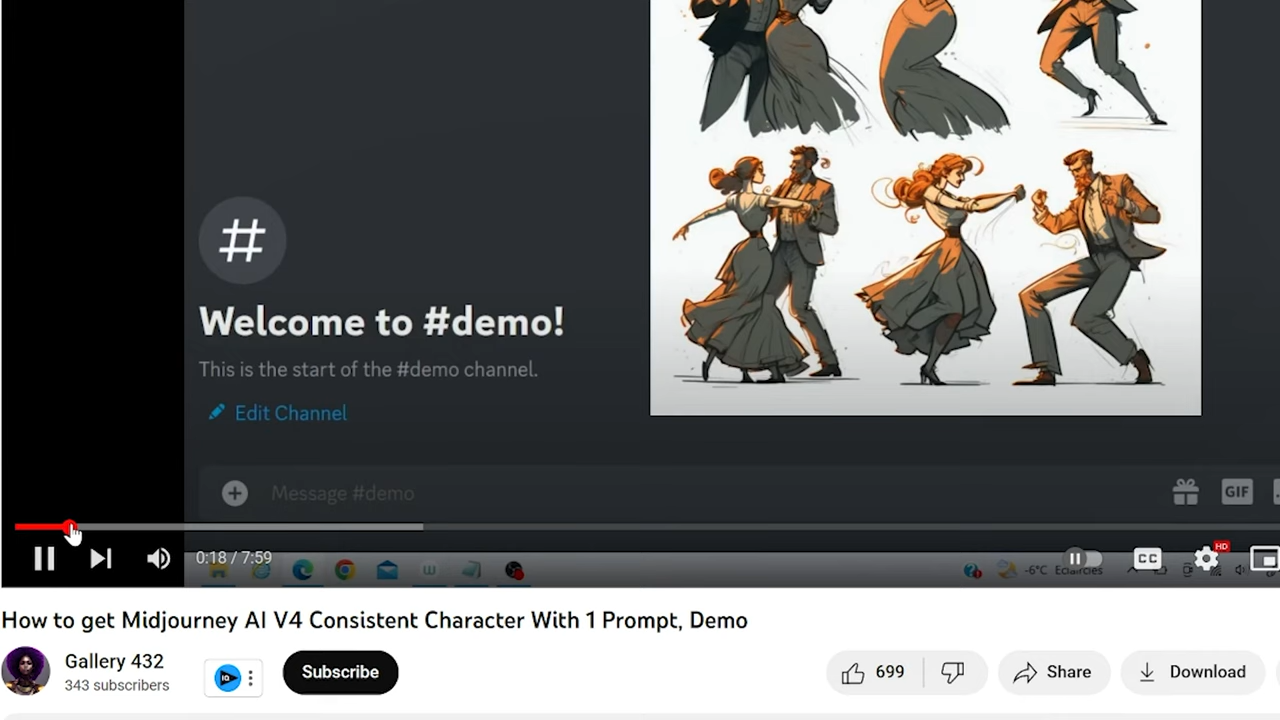 #
Welcome to #demo!
This is the start of the #demo channel.
Edit Channel
Message #demo
GIF
0:18 / 7:59
CC
HD
-6°C Eclaircies
How to get Midjourney AI V4 Consistent Character With 1 Prompt, Demo
Gallery 432
343 subscribers
IQ
Subscribe
699
Share
Download